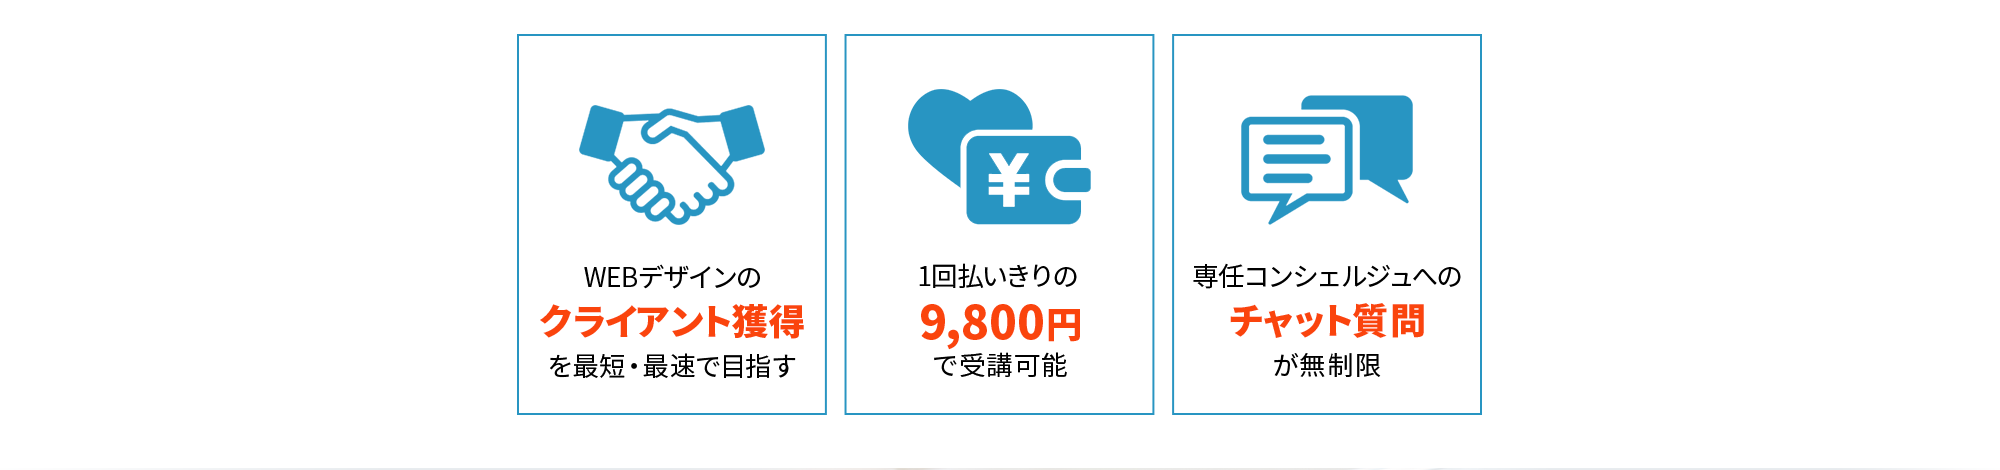 WEBデザインの
クライアント獲得
を最短・最速で目指す
¥
1回払いきりの
9,800円
で受講可能
専任コンシェルジュへの
チャット質問
が無制限